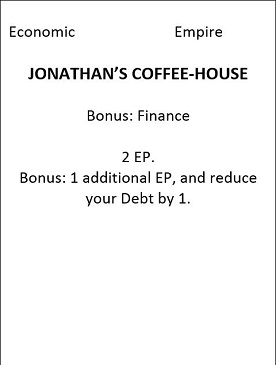 Economic Empire
JONATHAN’S COFFEE-HOUSE
Bonus: Finance
2 EP.
Bonus: 1 additional EP, and reduce
your Debt by 1.